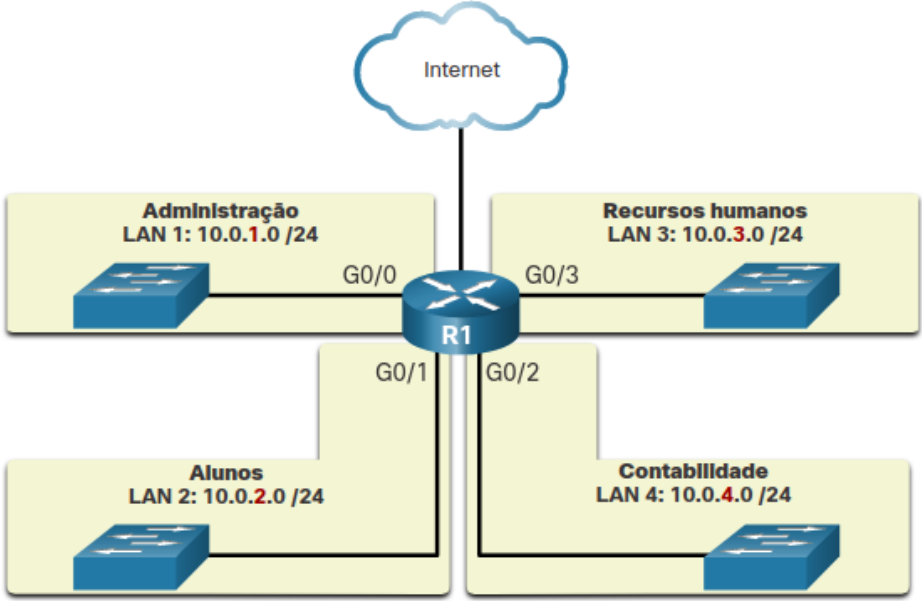 Internet
Administração
LAN 1: 10.0.1.0 /24
Recursos humanos
LAN 3: 10.0.3.0 /24
G0/0
G0/3
R1
G0/1
G0/2
Alunos
LAN 2: 10.0.2.0 /24
Contabilidade
LAN 4: 10.0.4.0 /24